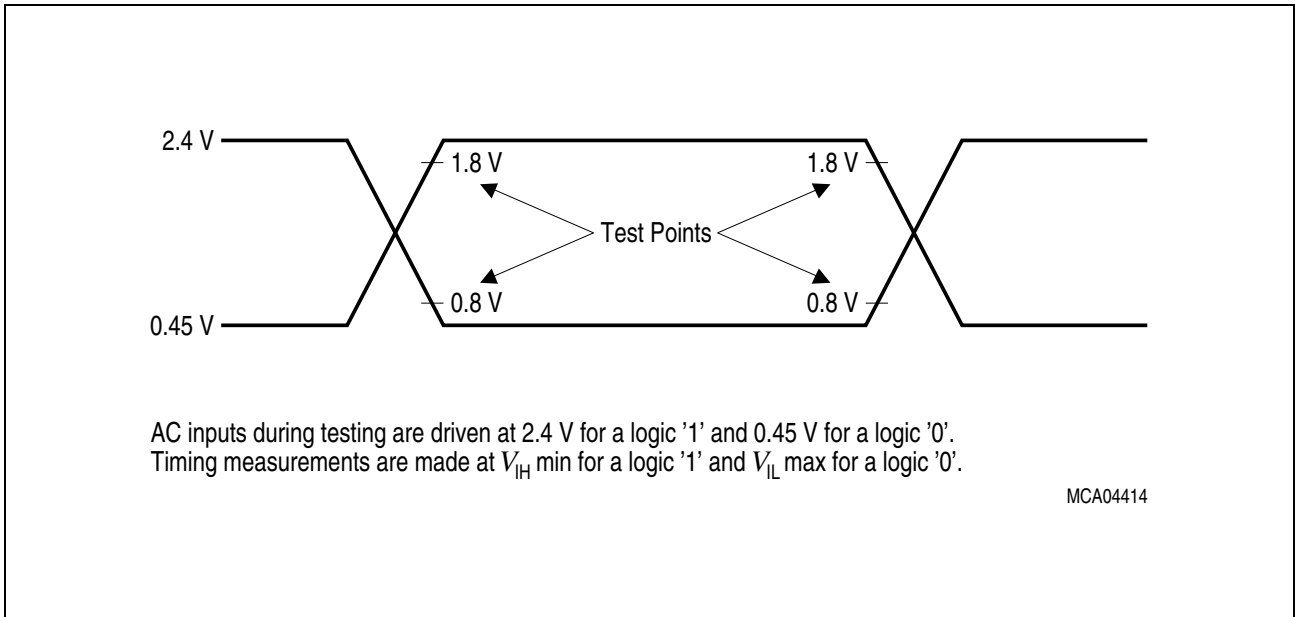 2.4 V
1.8 V
1.8 V
Test Points
0.8 V
0.8 V
0.45 V
AC inputs during testing are driven at 2.4 V for a logic '1' and 0.45 V for a logic '0'.
Timing measurements are made at VIH min for a logic '1' and VIL max for a logic '0'.
MCA04414